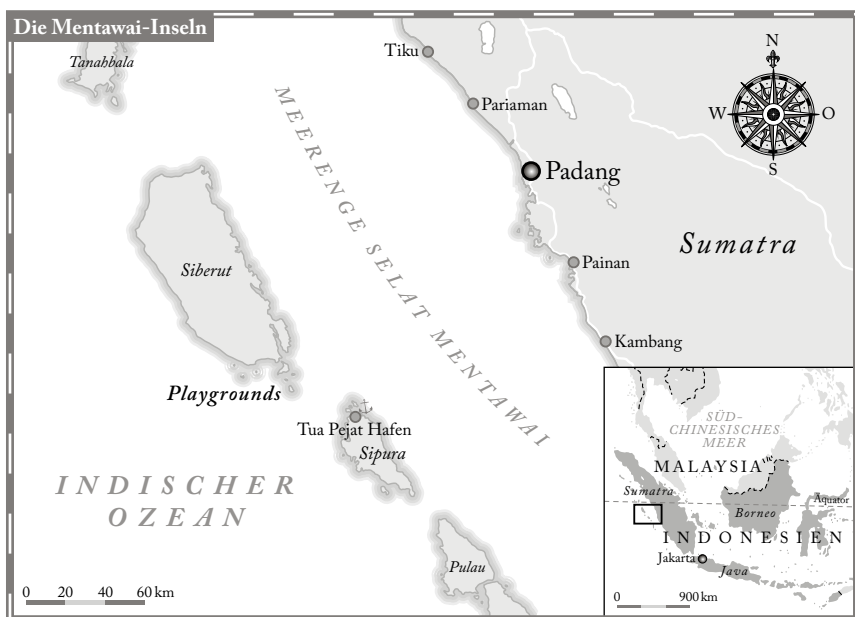 Die Mentawai-Inseln
Tanahbala
Tiku
Pariaman
Padang
N
W
O
S
MEERENGE SELAT MENTAWAI
Siberut
Sumatra
Painan
Kambang
Playgrounds
Tua Pejat Hafen
Sipura
INDISCHER
OZEAN
Pulau
0 20 40 60 km
SÜD-
CHINESISCHES
MEER
MALAYSIA
Sumatra
Äquator
Borneo
INDONESIEN
Jakarta
Java
0 900 km